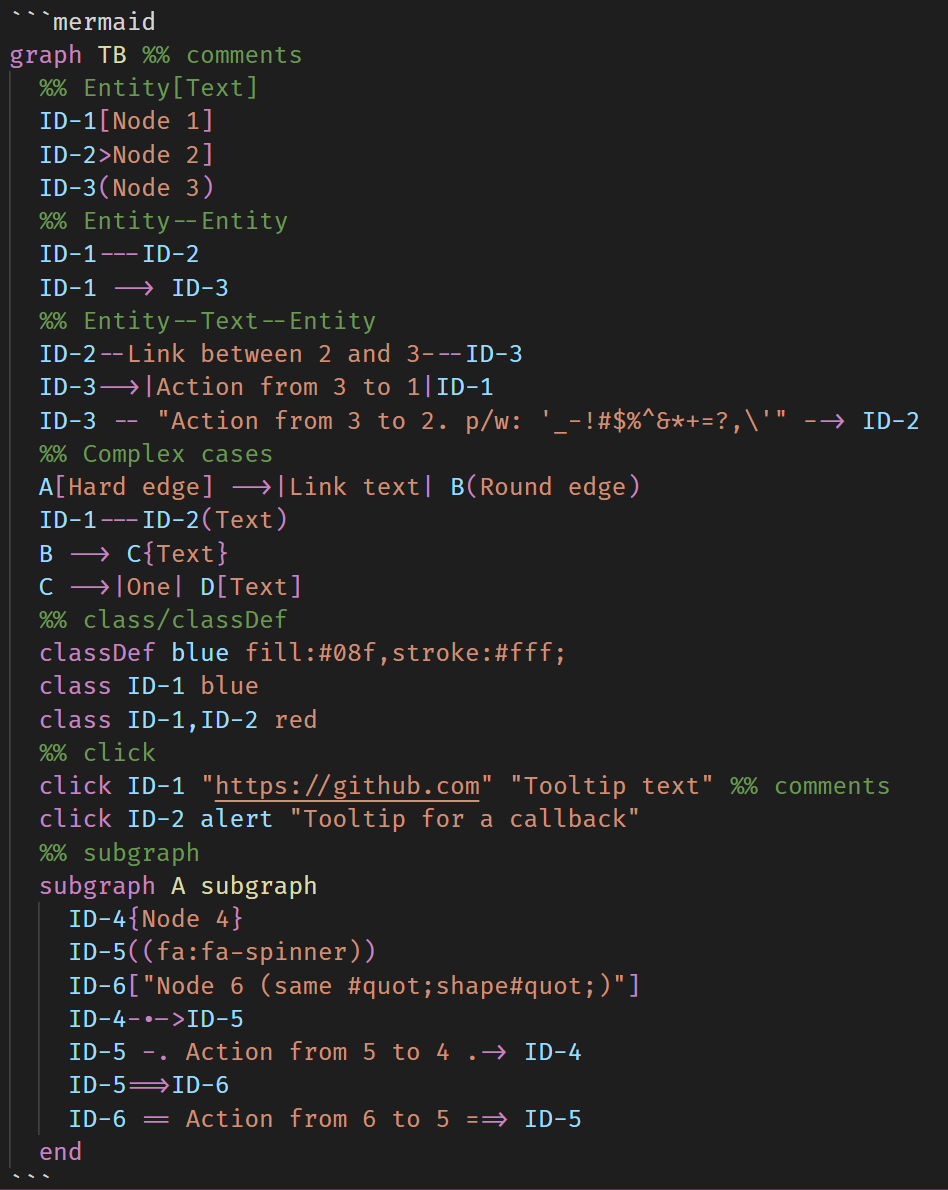 ```mermaid
graph TB %% comments
  %% Entity[Text]
  ID-1[Node 1]
  ID-2>Node 2]
  ID-3(Node 3)
  %% Entity--Entity
  ID-1---ID-2
  ID-1 --> ID-3
  %% Entity--Text--Entity
  ID-2--Link between 2 and 3---ID-3
  ID-3-->|Action from 3 to 1|ID-1
  ID-3 -- "Action from 3 to 2. p/w: '_-!#$%^&*+=?,\'" --> ID-2
  %% Complex cases
  A[Hard edge] -->|Link text| B(Round edge)
  ID-1---ID-2(Text)
  B --> C{Text}
  C -->|One| D[Text]
  %% class/classDef
  classDef blue fill:#08f,stroke:#fff;
  class ID-1 blue
  class ID-1,ID-2 red
  %% click
  click ID-1 "https://github.com" "Tooltip text" %% comments
  click ID-2 alert "Tooltip for a callback"
  %% subgraph
  subgraph A subgraph
    ID-4{Node 4}
    ID-5((fa:fa-spinner))
    ID-6["Node 6 (same #quot;shape#quot;)"]
    ID-4-.->ID-5
    ID-5 -. Action from 5 to 4 .-> ID-4
    ID-5==>ID-6
    ID-6 == Action from 6 to 5 ==> ID-5
  end
```